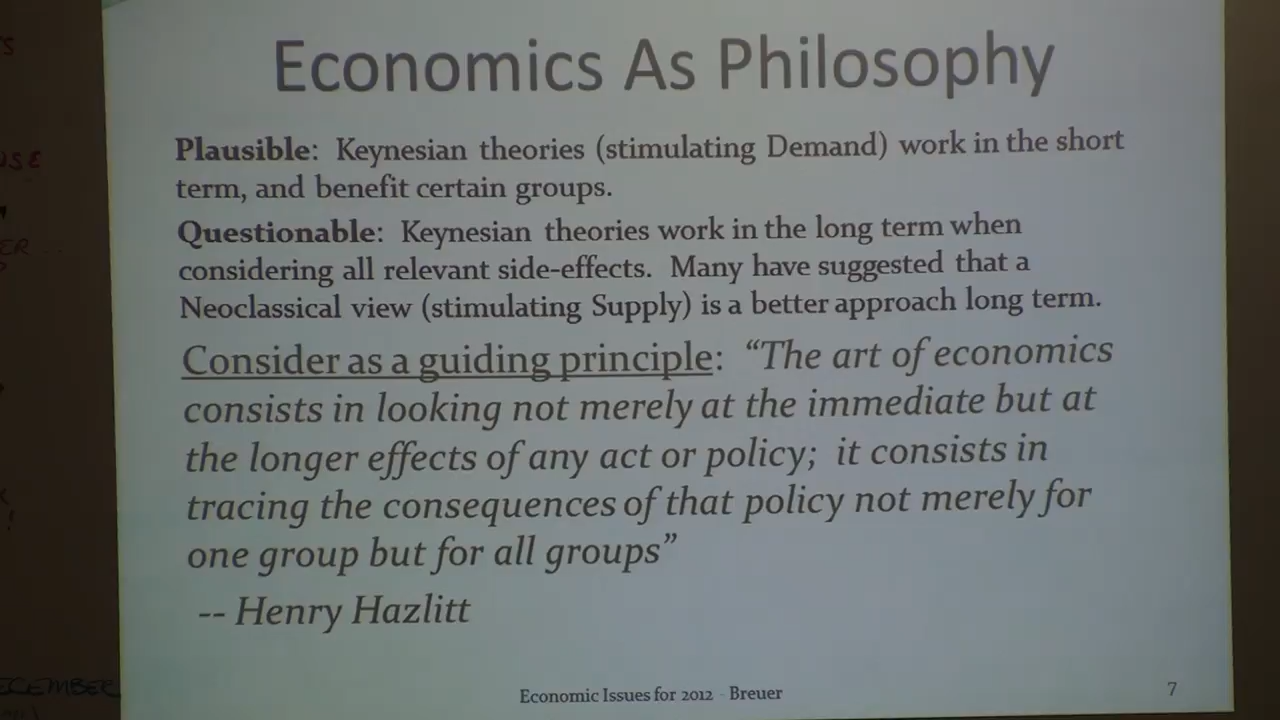 Economics As Philosophy
Plausible: Keynesian theories (stimulating Demand) work in the short
term, and benefit certain groups.
Questionable: Keynesian theories work in the long term when
considering all relevant side-effects. Many have suggested that a
Neoclassical view (stimulating Supply) is a better approach long term.
Consider as a guiding principle: “The art of economics
consists in looking not merely at the immediate but at
the longer effects of any act or policy; it consists in
tracing the consequences of that policy not merely for
one group but for all groups”
-- Henry Hazlitt
Economic Issues for 2012 - Breuer
7